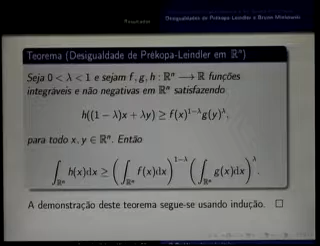 Resultados
Desigualdades de Prékopa-Leindler e Brunn Minkowski
Teorema (Desigualdade de Prékopa-Leindler em ℝⁿ)
Seja 0 < λ < 1 e sejam f, g, h : ℝⁿ ⟶ ℝ funções
integráveis e não negativas em ℝⁿ satisfazendo
h((1 − λ)x + λy) ≥ f(x)^{1−λ}g(y)^λ,
para todo x, y ∈ ℝⁿ. Então
∫_{ℝⁿ} h(x)dx ≥ (∫_{ℝⁿ} f(x)dx)^{1−λ} (∫_{ℝⁿ} g(x)dx)^λ.
A demonstração deste teorema segue-se usando indução. □